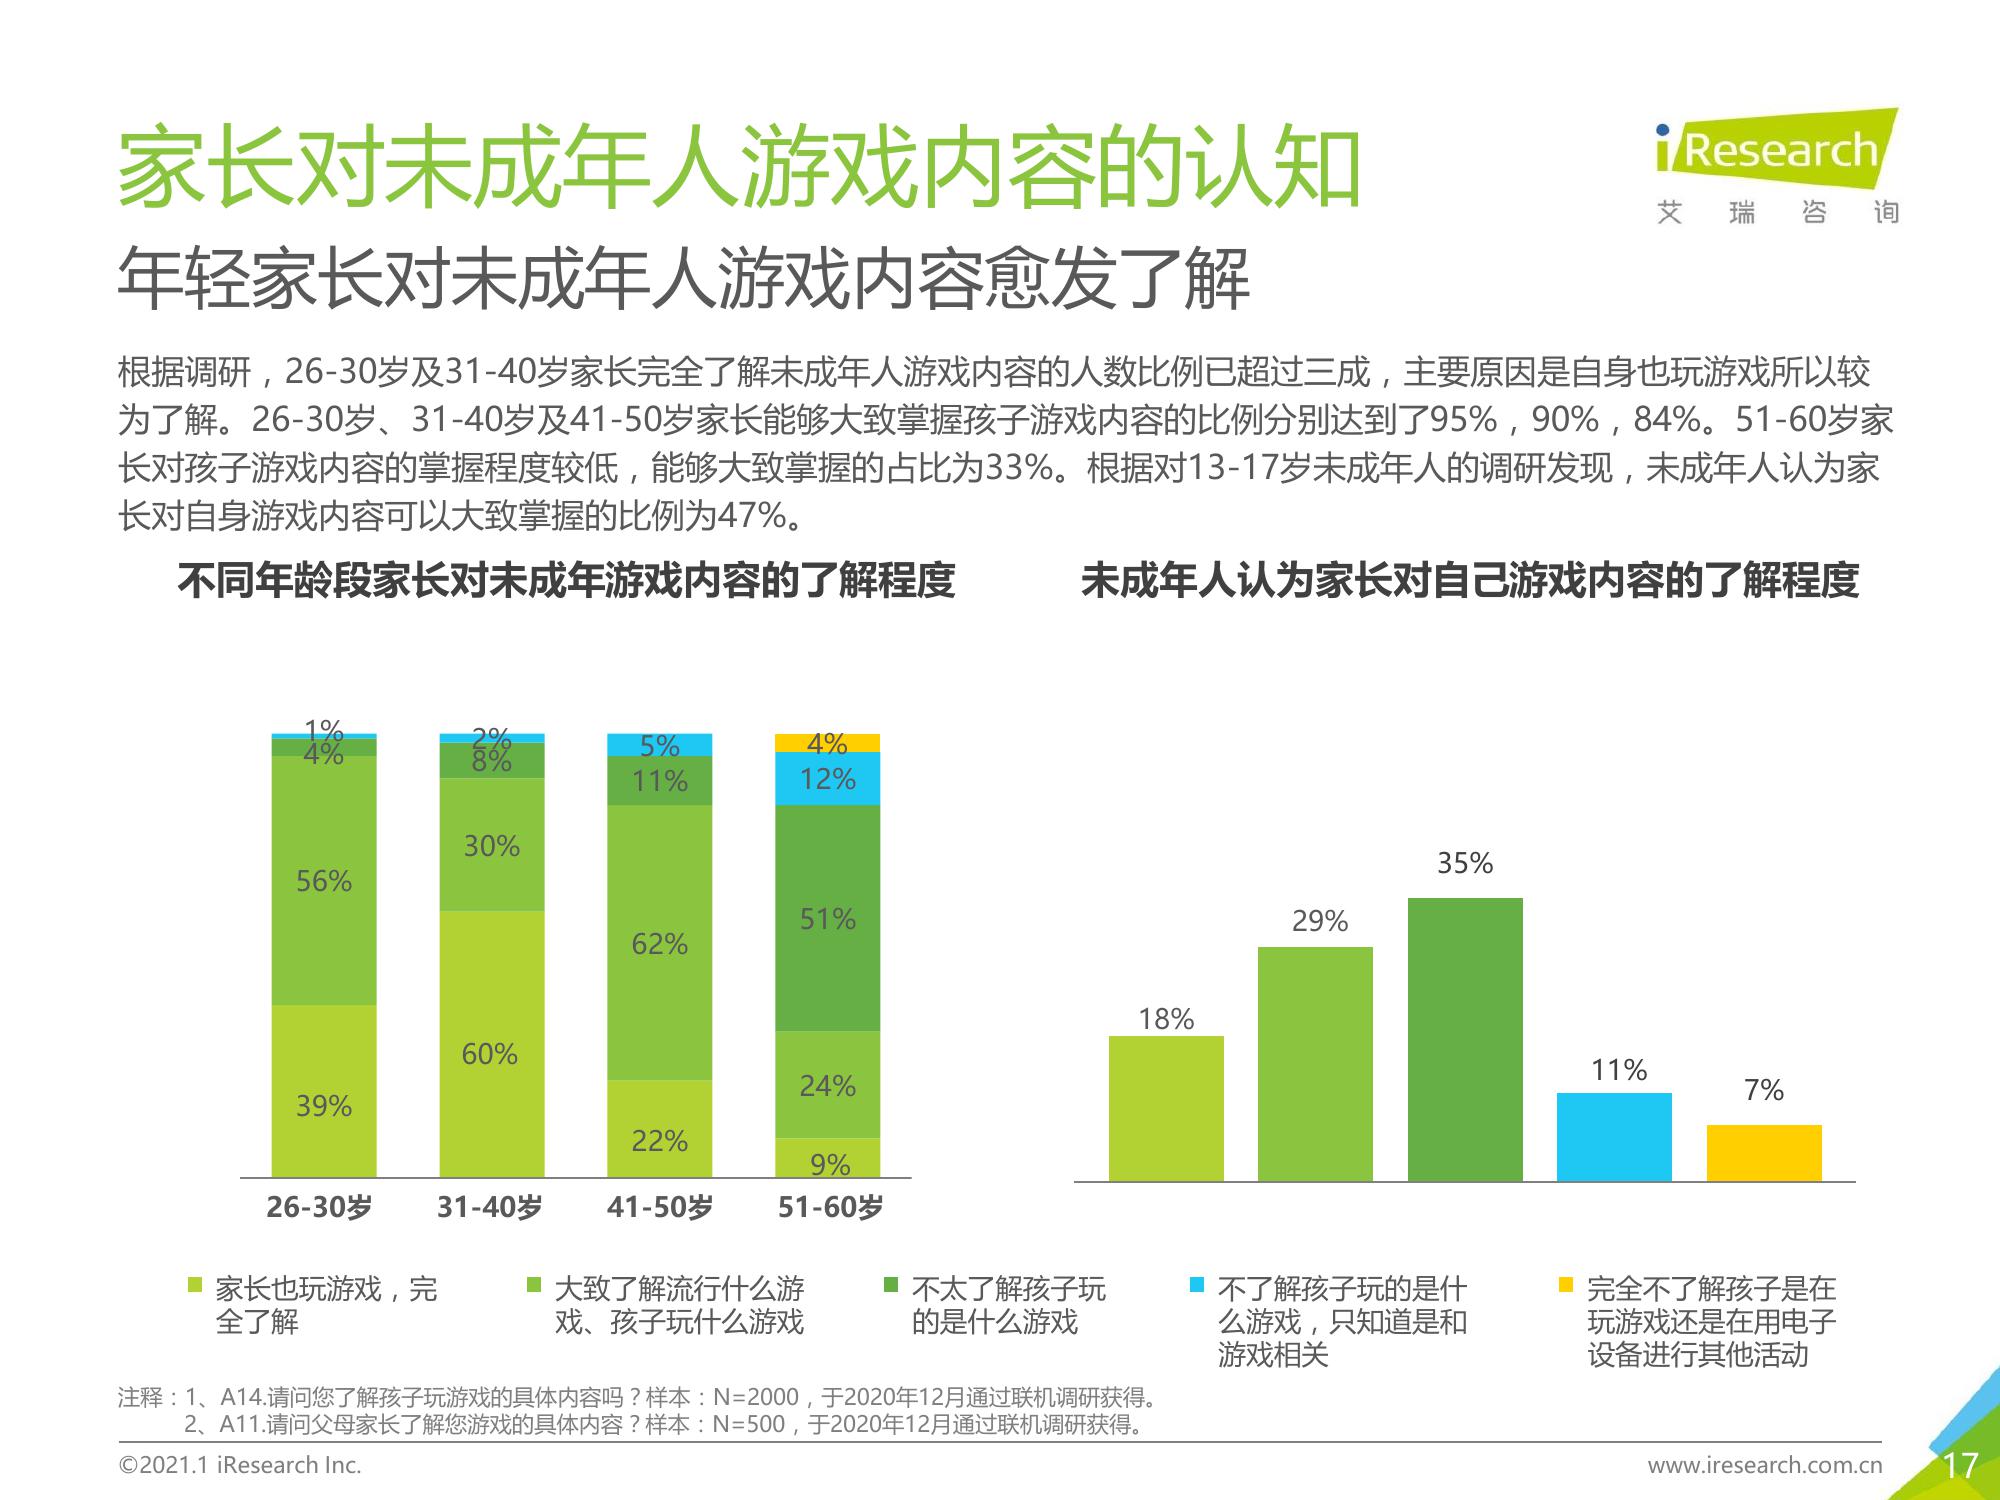 家长对未成年人游戏内容的认知
iResearch
艾瑞咨询
年轻家长对未成年人游戏内容愈发了解
根据调研，26-30岁及31-40岁家长完全了解未成年人游戏内容的人数比例已超过三成，主要原因是自身也玩游戏所以较
为了解。26-30岁、31-40岁及41-50岁家长能够大致掌握孩子游戏内容的比例分别达到了95%，90%，84%。51-60岁家
长对孩子游戏内容的掌握程度较低，能够大致掌握的占比为33%。根据对13-17岁未成年人的调研发现，未成年人认为家
长对自身游戏内容可以大致掌握的比例为47%。
不同年龄段家长对未成年游戏内容的了解程度
1%
4%
56%
39%
2%
8%
30%
60%
5%
11%
62%
22%
4%
12%
51%
24%
9%
26-30岁
31-40岁
41-50岁
51-60岁
未成年人认为家长对自己游戏内容的了解程度
18%
29%
35%
11%
7%
家长也玩游戏，完
全了解
大致了解流行什么游
戏、孩子玩什么游戏
不太了解孩子玩
的是什么游戏
不了解孩子玩的是什
么游戏，只知道是和
游戏相关
完全不了解孩子是在
玩游戏还是在用电子
设备进行其他活动
注释：1、A14.请问您了解孩子玩游戏的具体内容吗？样本：N=2000，于2020年12月通过联机调研获得。
2、A11.请问父母家长了解您游戏的具体内容？样本：N=500，于2020年12月通过联机调研获得。
©2021.1 iResearch Inc.
www.iresearch.com.cn
17